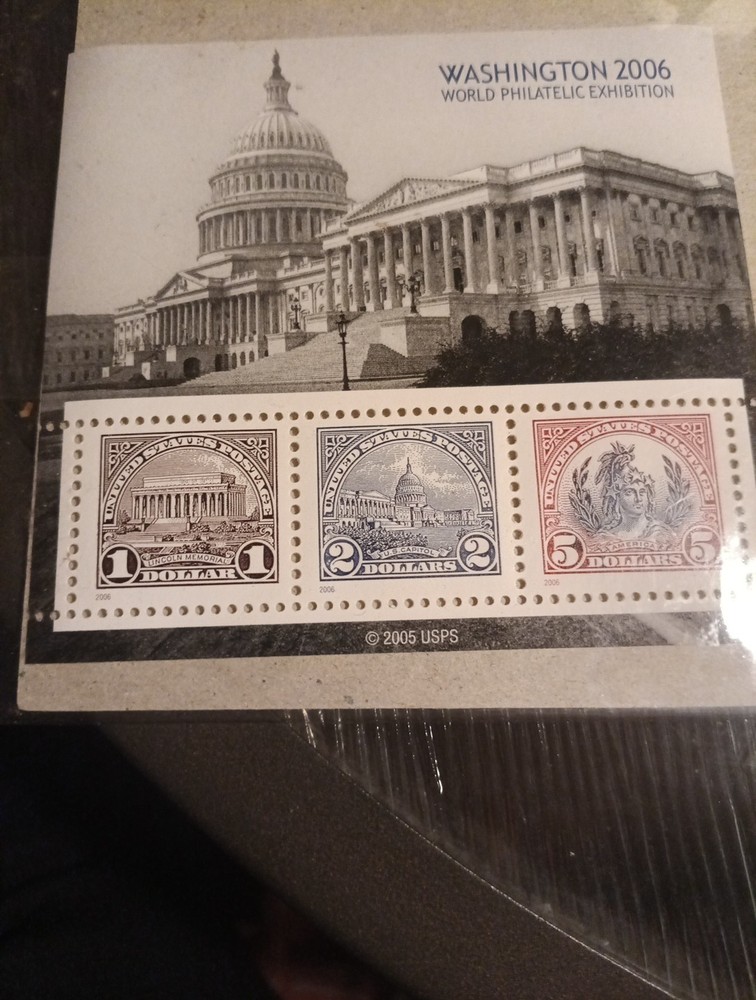 WASHINGTON 2006
WORLD PHILATELIC EXHIBITION
UNITED STATES POSTAGE
LINCOLN MEMORIAL
1 DOLLAR 1
2006
UNITED STATES POSTAGE
U.S. CAPITOL
2 DOLLARS 2
2006
UNITED STATES POSTAGE
AMERICA
5 DOLLARS 5
2006
© 2005 USPS